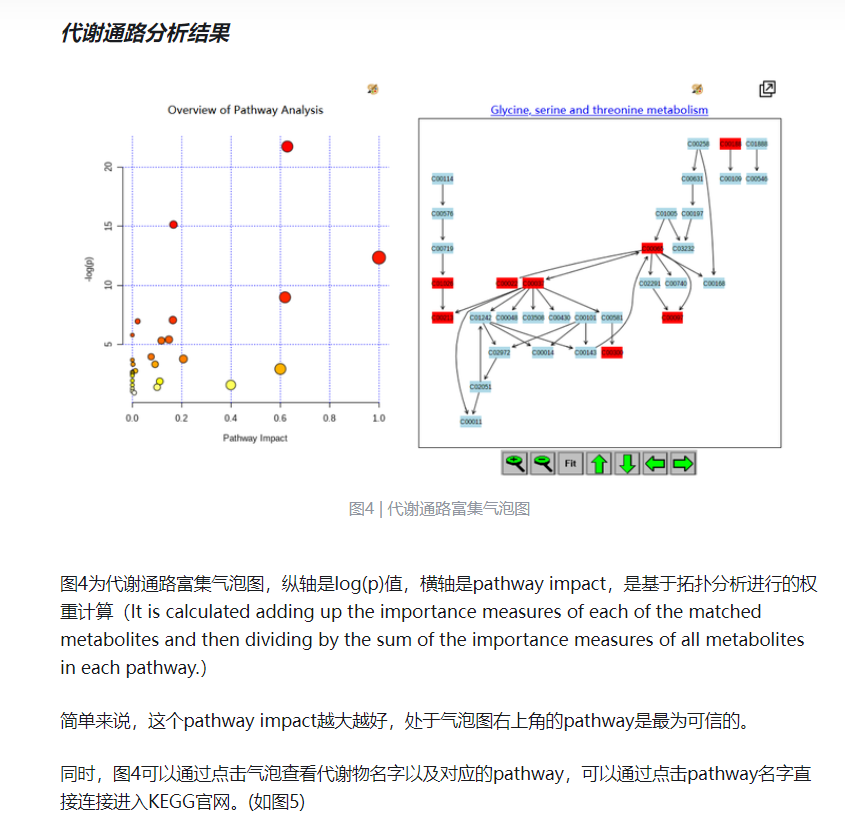 代谢通路分析结果
Overview of Pathway Analysis
-log(p)
20
15
10
5
0.0 0.2 0.4 0.6 0.8 1.0
Pathway Impact
Glycine, serine and threonine metabolism
C00258 C01888
C00114 C00631 C00109 C00546
C00576 C01005 C00197
C00719 C03232
C02291 C00740 C00168
C01242 C00048 C03508 C00430 C00101 C00581
C02972 C00014 C00143
C02051
C00011
Fit
图4 | 代谢通路富集气泡图
图4为代谢通路富集气泡图，纵轴是log(p)值，横轴是pathway impact，是基于拓扑分析进行的权
重计算（It is calculated adding up the importance measures of each of the matched
metabolites and then dividing by the sum of the importance measures of all metabolites
in each pathway.）
简单来说，这个pathway impact越大越好，处于气泡图右上角的pathway是最为可信的。
同时，图4可以通过点击气泡查看代谢物名字以及对应的pathway，可以通过点击pathway名字直
接连接进入KEGG官网。(如图5)